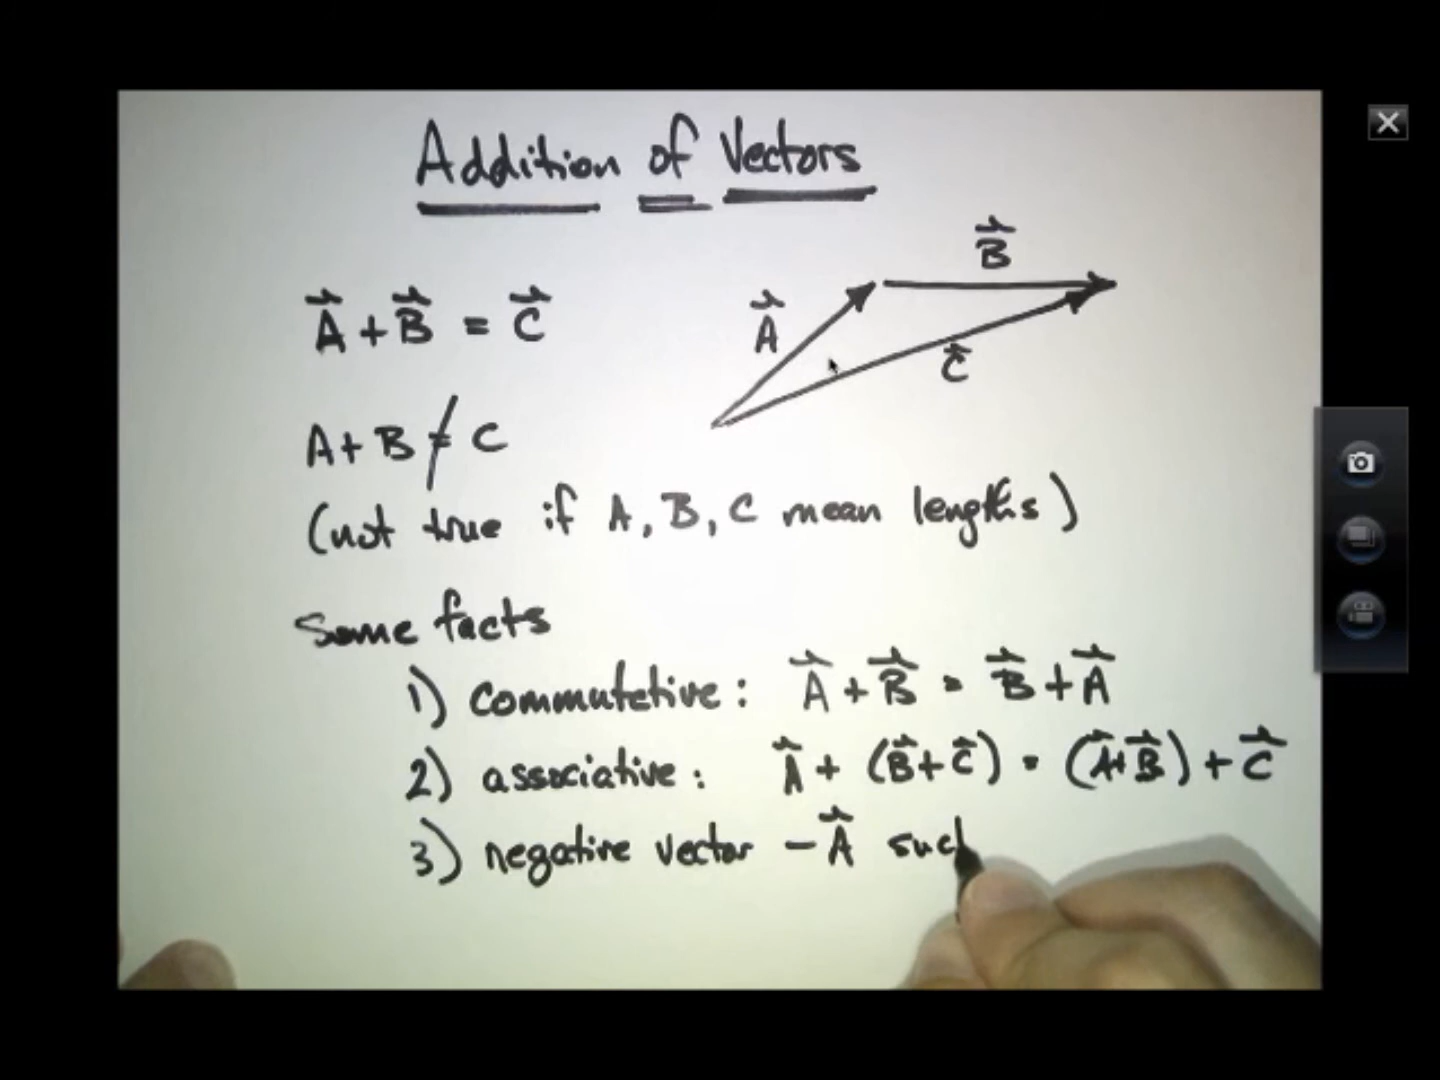 Addition of Vectors
B⃗
A⃗
A⃗ + B⃗ = C⃗
C⃗
A + B ≠ C
(not true if A, B, C mean lengths)
Some facts
1) commutative: A⃗ + B⃗ = B⃗ + A⃗
2) associative: A⃗ + (B⃗ + C⃗) = (A⃗ + B⃗) + C⃗
3) negative vector -A⃗ such